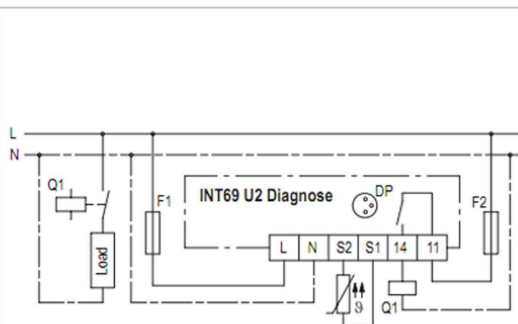 L
N
Q1
F1
INT69 U2 Diagnose
DP
F2
Load
L N S2 S1 14 11
ϑ
Q1